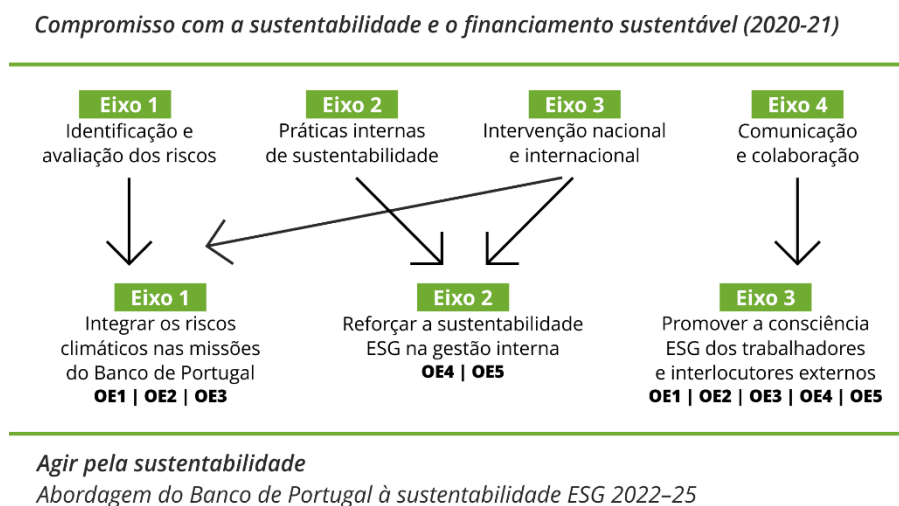 Compromisso com a sustentabilidade e o financiamento sustentável (2020-21)
Eixo 1
Identificação e
avaliação dos riscos
Eixo 2
Práticas internas
de sustentabilidade
Eixo 3
Intervenção nacional
e internacional
Eixo 4
Comunicação
e colaboração
Eixo 1
Integrar os riscos
climáticos nas missões
do Banco de Portugal
OE1 | OE2 | OE3
Eixo 2
Reforçar a sustentabilidade
ESG na gestão interna
OE4 | OE5
Eixo 3
Promover a consciência
ESG dos trabalhadores
e interlocutores externos
OE1 | OE2 | OE3 | OE4 | OE5
Agir pela sustentabilidade
Abordagem do Banco de Portugal à sustentabilidade ESG 2022–25